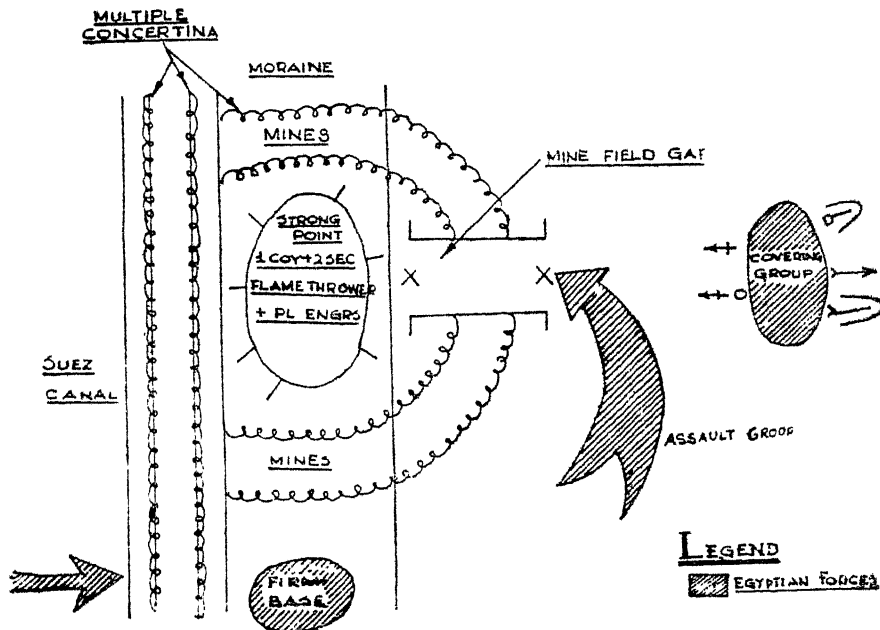 MULTIPLE
CONCERTINA
MORAINE
MINES
MINE FIELD GAP
STRONG
POINT
1 COY+2 SEC
FLAME THROWER
+ PL ENGRS
COVERING
GROUP
SUEZ
CANAL
ASSAULT GROUP
MINES
FIRM
BASE
LEGEND
EGYPTIAN FORCES